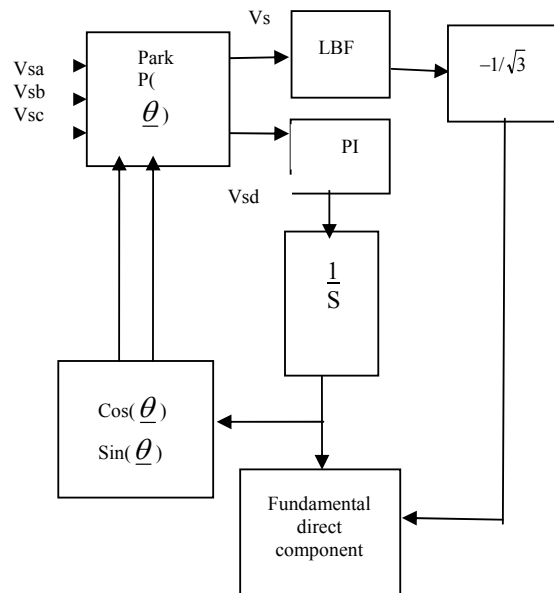 Vs
Vsa
Vsb
Vsc
Park
P(
θ)
LBF
–1/√3
PI
Vsd
1
S
Cos(θ)
Sin(θ)
Fundamental
direct
component